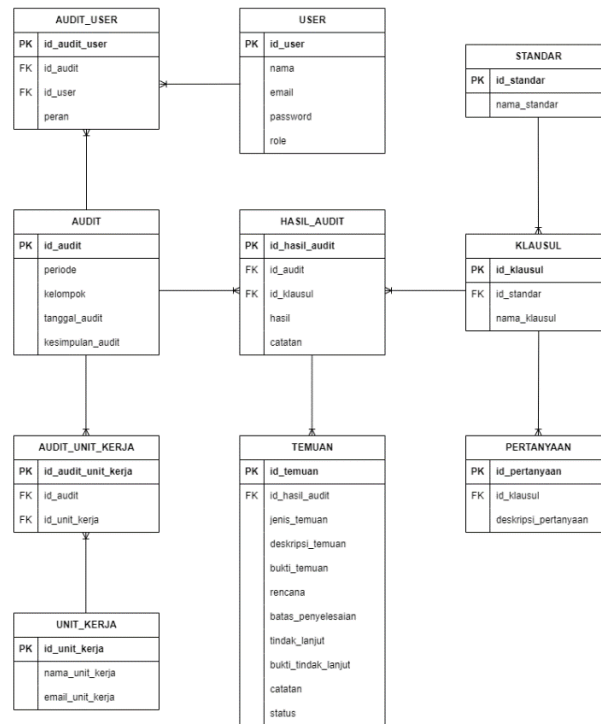 AUDIT_USER
PK id_audit_user
FK id_audit
FK id_user
peran
USER
PK id_user
nama
email
password
role
STANDAR
PK id_standar
nama_standar
AUDIT
PK id_audit
periode
kelompok
tanggal_audit
kesimpulan_audit
HASIL_AUDIT
PK id_hasil_audit
FK id_audit
FK id_klausul
hasil
catatan
KLAUSUL
PK id_klausul
FK id_standar
nama_klausul
AUDIT_UNIT_KERJA
PK id_audit_unit_kerja
FK id_audit
FK id_unit_kerja
TEMUAN
PK id_temuan
FK id_hasil_audit
jenis_temuan
deskripsi_temuan
bukti_temuan
rencana
batas_penyelesaian
tindak_lanjut
bukti_tindak_lanjut
catatan
status
PERTANYAAN
PK id_pertanyaan
FK id_klausul
deskripsi_pertanyaan
UNIT_KERJA
PK id_unit_kerja
nama_unit_kerja
email_unit_kerja